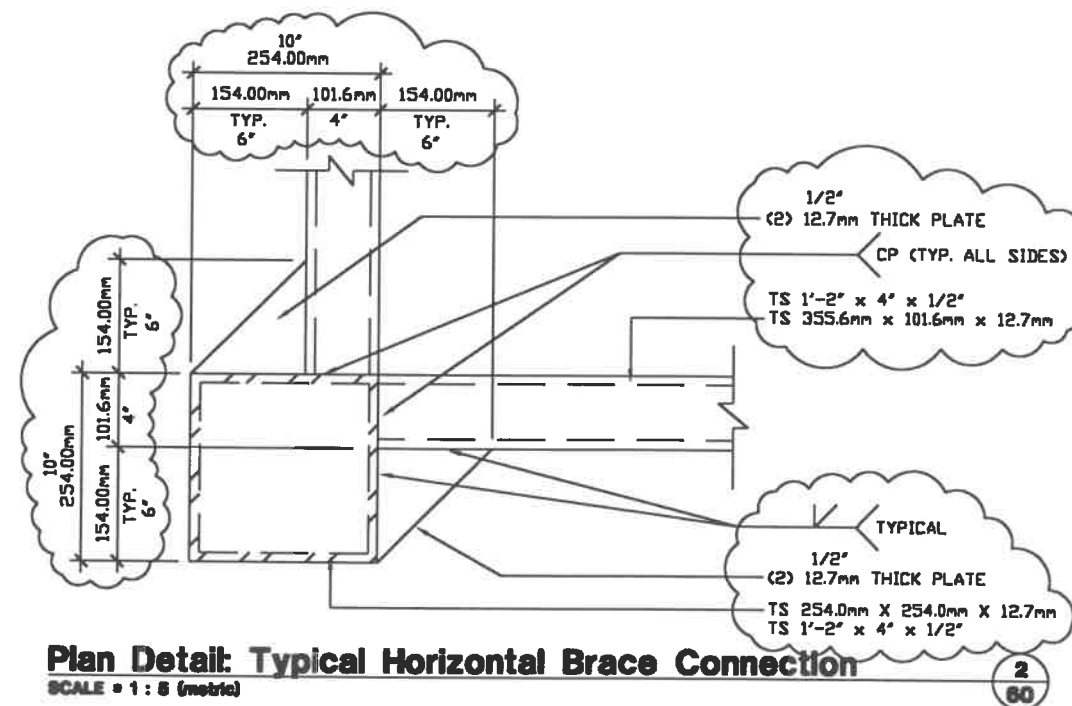 10"
254.00mm
154.00mm 101.6mm 154.00mm
TYP. 4" TYP.
6" 6"
1/2"
(2) 12.7mm THICK PLATE
CP (TYP. ALL SIDES)
TS 1'-2" x 4" x 1/2"
TS 355.6mm x 101.6mm x 12.7mm
154.00mm
TYP.
6"
101.6mm
4"
10"
254.00mm
154.00mm
TYP.
6"
TYPICAL
1/2"
(2) 12.7mm THICK PLATE
TS 254.0mm X 254.0mm X 12.7mm
TS 1'-2" x 4" x 1/2"
Plan Detail: Typical Horizontal Brace Connection
SCALE = 1 : 5 (metric)
2
60